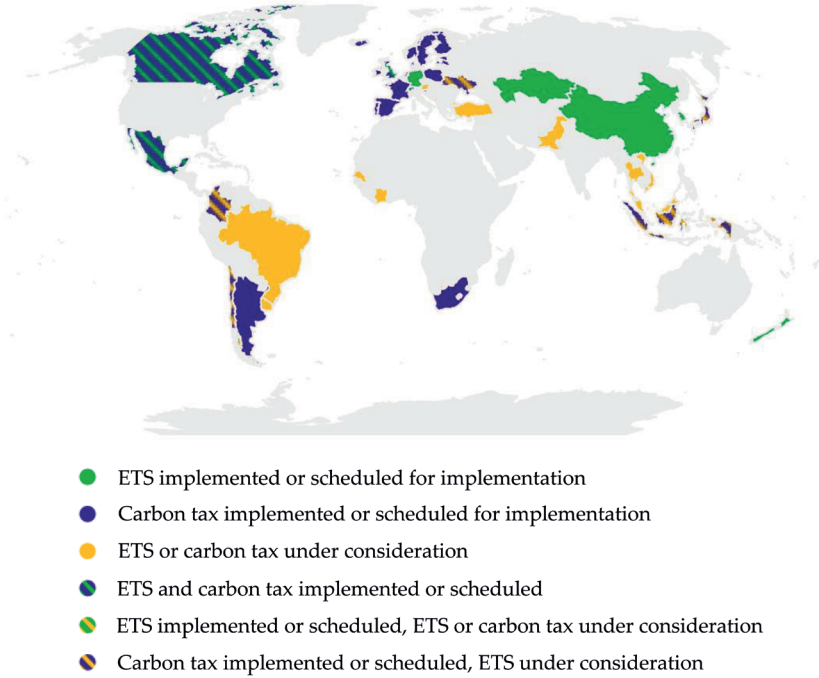 ETS implemented or scheduled for implementation
Carbon tax implemented or scheduled for implementation
ETS or carbon tax under consideration
ETS and carbon tax implemented or scheduled
ETS implemented or scheduled, ETS or carbon tax under consideration
Carbon tax implemented or scheduled, ETS under consideration